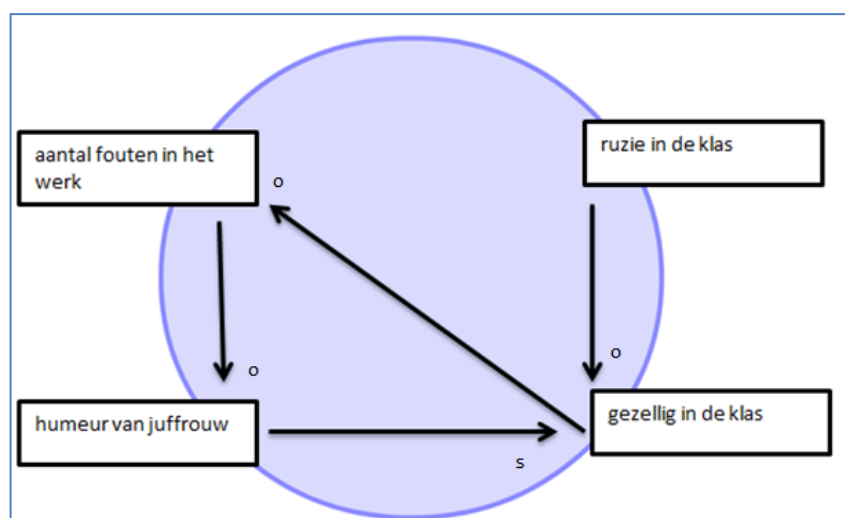 aantal fouten in het
werk
o
ruzie in de klas
o
o
humeur van juffrouw
s
gezellig in de klas